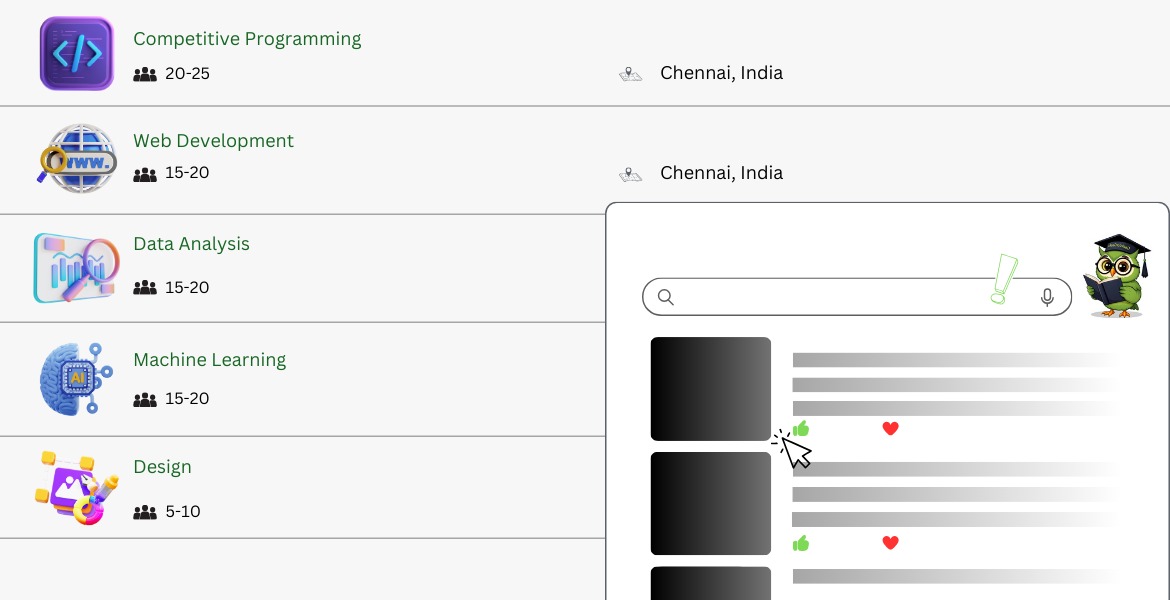 Competitive Programming
20-25
Chennai, India
Web Development
WWW.
15-20
Chennai, India
Data Analysis
15-20
Machine Learning
AI
15-20
Design
5-10